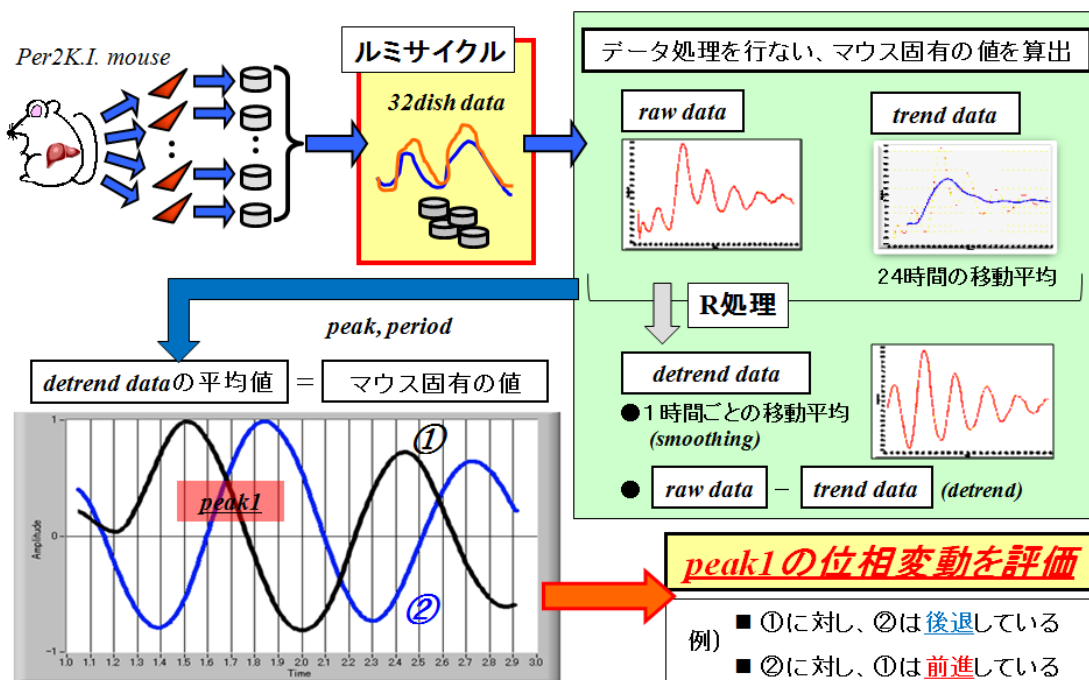 Per2K.I. mouse
ルミサイクル
32dish data
データ処理を行ない、マウス固有の値を算出
raw data
trend data
24時間の移動平均
R処理
peak, period
detrend dataの平均値 = マウス固有の値
detrend data
●1時間ごとの移動平均
(smoothing)
● raw data － trend data (detrend)
①
peak1
②
Amplitude
1
0
-1
1.0 1.1 1.2 1.3 1.4 1.5 1.6 1.7 1.8 1.9 2.0 2.1 2.2 2.3 2.4 2.5 2.6 2.7 2.8 2.9 3.0
Time
peak1の位相変動を評価
例)
■ ①に対し、②は後退している
■ ②に対し、①は前進している